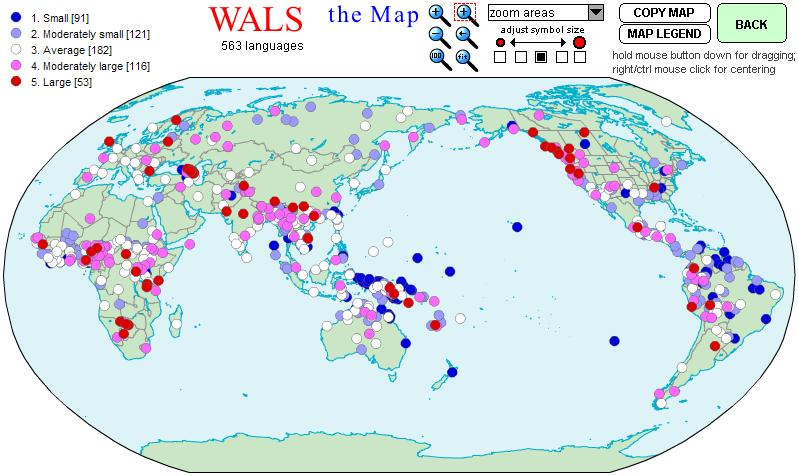 1. Small [91]
2. Moderately small [121]
3. Average [182]
4. Moderately large [116]
5. Large [53]
WALS the Map
563 languages
100
fit
zoom areas
adjust symbol size
COPY MAP
MAP LEGEND
BACK
hold mouse button down for dragging;
right/ctrl mouse click for centering